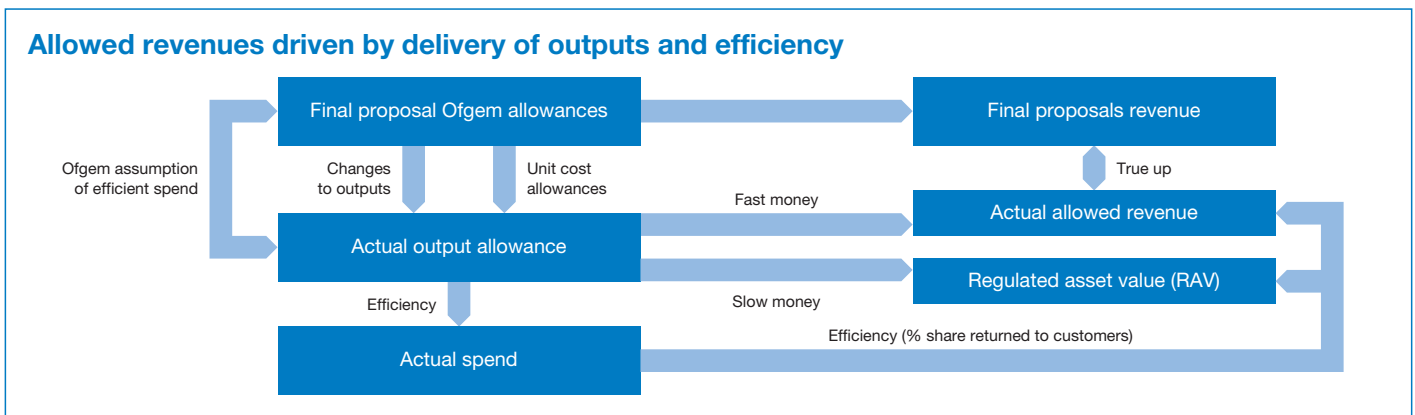 Allowed revenues driven by delivery of outputs and efficiency
Final proposal Ofgem allowances
Final proposals revenue
Ofgem assumption
of efficient spend
Changes
to outputs
Unit cost
allowances
True up
Fast money
Actual output allowance
Actual allowed revenue
Slow money
Regulated asset value (RAV)
Efficiency
Efficiency (% share returned to customers)
Actual spend